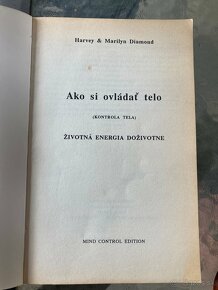 Harvey & Marilyn Diamond
Ako si ovládať telo
(KONTROLA TELA)
ŽIVOTNÁ ENERGIA DOŽIVOTNE
MIND CONTROL EDITION